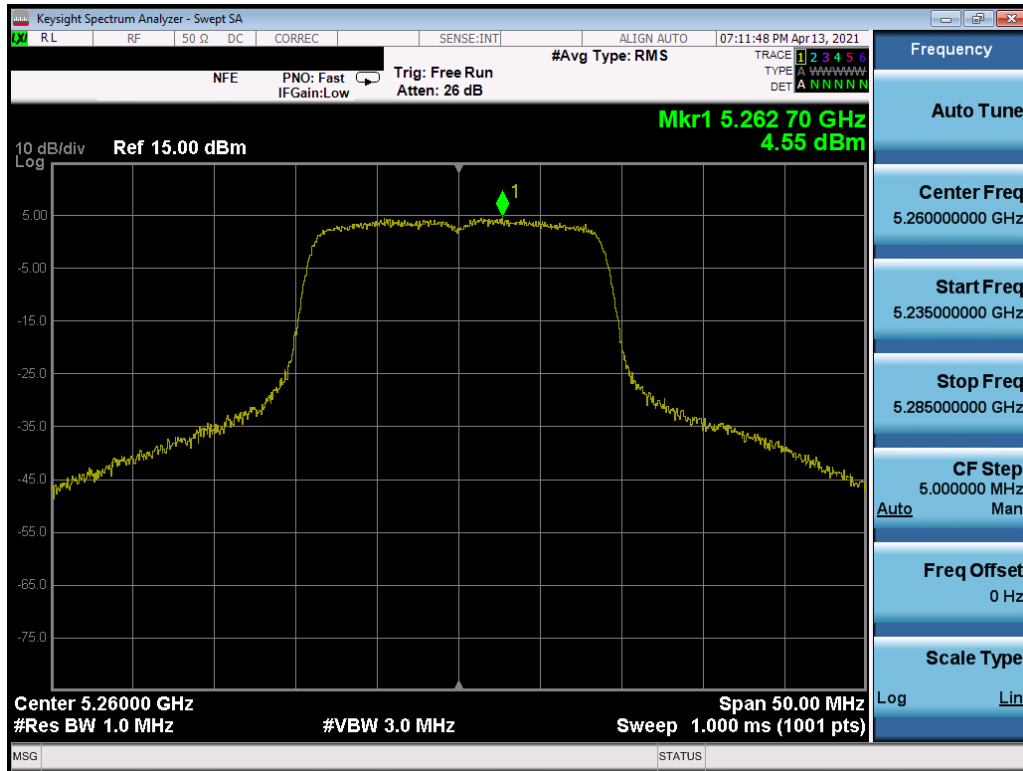 Keysight Spectrum Analyzer - Swept SA
LXI RL RF 50 Ω DC CORREC SENSE:INT ALIGN AUTO 07:11:48 PM Apr 13, 2021
NFE PNO: Fast IFGain:Low Trig: Free Run Atten: 26 dB #Avg Type: RMS
TRACE 1 2 3 4 5 6
TYPE A WWWWW
DET A N N N N N
Mkr1 5.262 70 GHz
4.55 dBm
10 dB/div Ref 15.00 dBm
Log
1
5.00
-5.00
-15.0
-25.0
-35.0
-45.0
-55.0
-65.0
-75.0
Center 5.26000 GHz Span 50.00 MHz
#Res BW 1.0 MHz #VBW 3.0 MHz Sweep 1.000 ms (1001 pts)
MSG STATUS
Frequency
Auto Tune
Center Freq
5.260000000 GHz
Start Freq
5.235000000 GHz
Stop Freq
5.285000000 GHz
CF Step
5.000000 MHz
Auto Man
Freq Offset
0 Hz
Scale Type
Log Lin